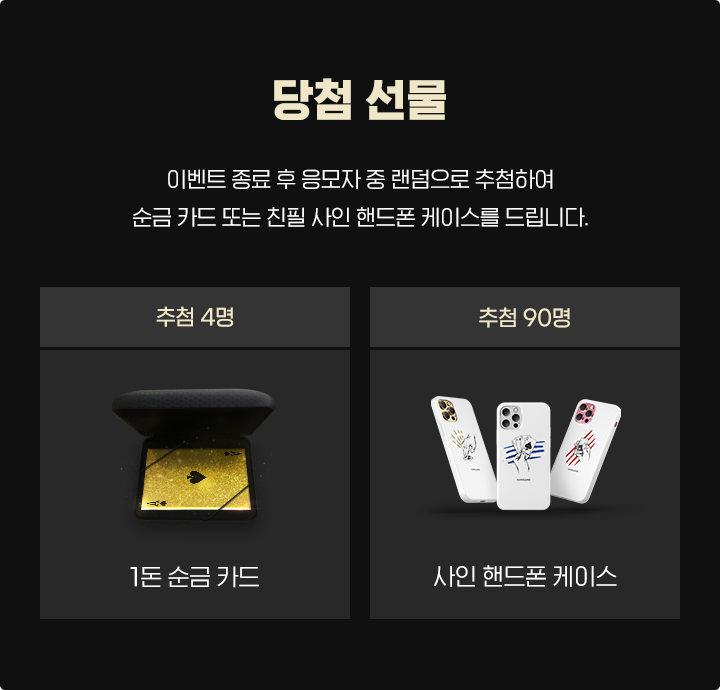 당첨 선물
이벤트 종료 후 응모자 중 랜덤으로 추첨하여
순금 카드 또는 친필 사인 핸드폰 케이스를 드립니다.
추첨 4명
추첨 90명
A
A
1돈 순금 카드
사인 핸드폰 케이스